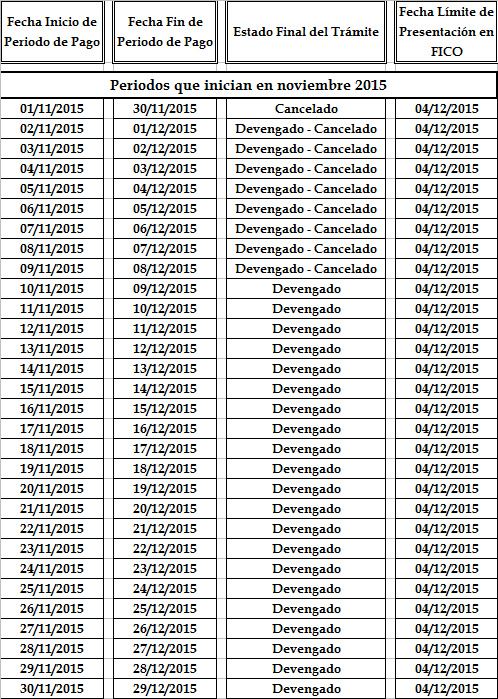 Fecha Inicio de Periodo de Pago Fecha Fin de Periodo de Pago Estado Final del Trámite Fecha Límite de Presentación en FICO
Periodos que inician en noviembre 2015
01/11/2015 30/11/2015 Cancelado 04/12/2015
02/11/2015 01/12/2015 Devengado - Cancelado 04/12/2015
03/11/2015 02/12/2015 Devengado - Cancelado 04/12/2015
04/11/2015 03/12/2015 Devengado - Cancelado 04/12/2015
05/11/2015 04/12/2015 Devengado - Cancelado 04/12/2015
06/11/2015 05/12/2015 Devengado - Cancelado 04/12/2015
07/11/2015 06/12/2015 Devengado - Cancelado 04/12/2015
08/11/2015 07/12/2015 Devengado - Cancelado 04/12/2015
09/11/2015 08/12/2015 Devengado - Cancelado 04/12/2015
10/11/2015 09/12/2015 Devengado 04/12/2015
11/11/2015 10/12/2015 Devengado 04/12/2015
12/11/2015 11/12/2015 Devengado 04/12/2015
13/11/2015 12/12/2015 Devengado 04/12/2015
14/11/2015 13/12/2015 Devengado 04/12/2015
15/11/2015 14/12/2015 Devengado 04/12/2015
16/11/2015 15/12/2015 Devengado 04/12/2015
17/11/2015 16/12/2015 Devengado 04/12/2015
18/11/2015 17/12/2015 Devengado 04/12/2015
19/11/2015 18/12/2015 Devengado 04/12/2015
20/11/2015 19/12/2015 Devengado 04/12/2015
21/11/2015 20/12/2015 Devengado 04/12/2015
22/11/2015 21/12/2015 Devengado 04/12/2015
23/11/2015 22/12/2015 Devengado 04/12/2015
24/11/2015 23/12/2015 Devengado 04/12/2015
25/11/2015 24/12/2015 Devengado 04/12/2015
26/11/2015 25/12/2015 Devengado 04/12/2015
27/11/2015 26/12/2015 Devengado 04/12/2015
28/11/2015 27/12/2015 Devengado 04/12/2015
29/11/2015 28/12/2015 Devengado 04/12/2015
30/11/2015 29/12/2015 Devengado 04/12/2015